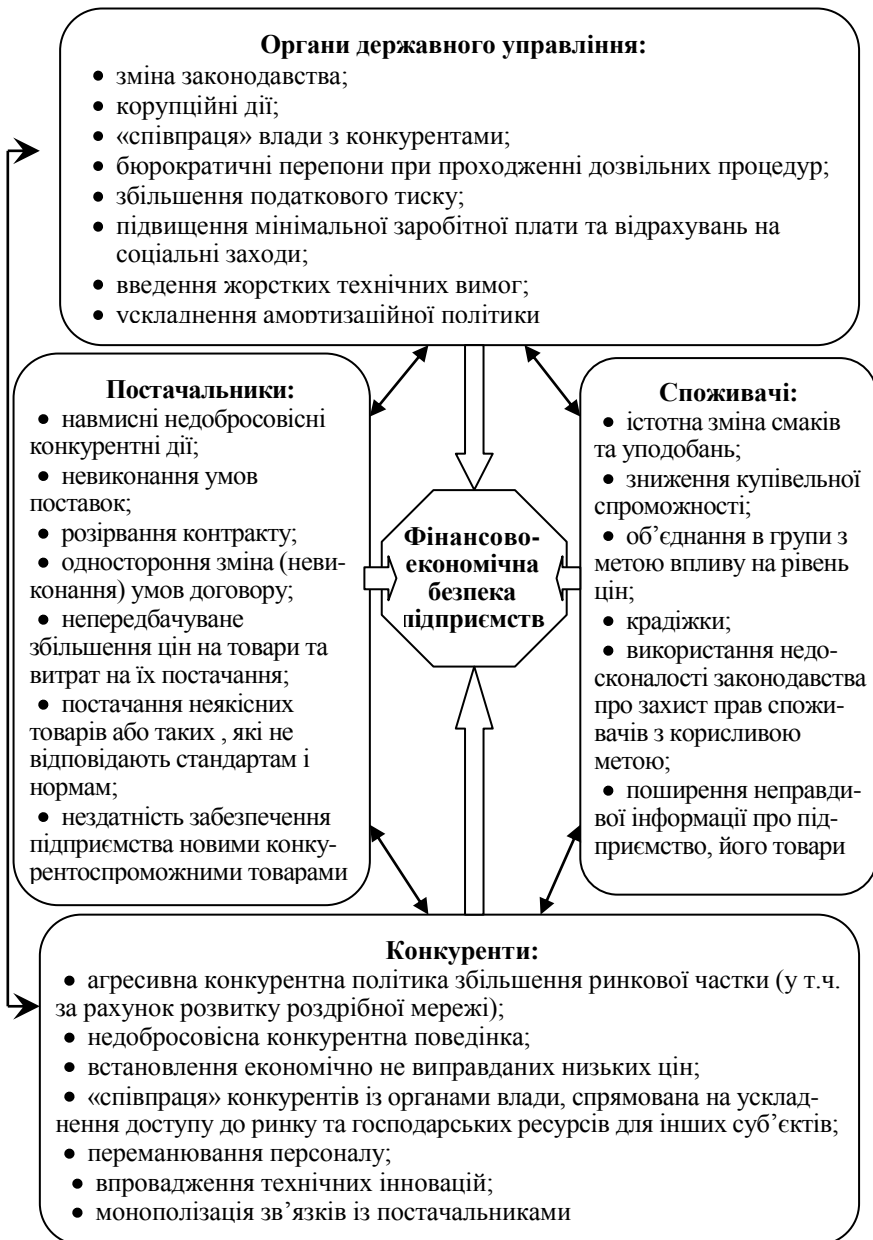 Органи державного управління:
• зміна законодавства;
• корупційні дії;
• «співпраця» влади з конкурентами;
• бюрократичні перепони при проходженні дозвільних процедур;
• збільшення податкового тиску;
• підвищення мінімальної заробітної плати та відрахувань на
соціальні заходи;
• введення жорстких технічних вимог;
• ускладнення амортизаційної політики
Постачальники:
• навмисні недобросовісні
конкурентні дії;
• невиконання умов
поставок;
• розірвання контракту;
• одностороння зміна (неви-
конання) умов договору;
• непередбачуване
збільшення цін на товари та
витрат на їх постачання;
• постачання неякісних
товарів або таких , які не
відповідають стандартам і
нормам;
• нездатність забезпечення
підприємства новими конку-
рентоспроможними товарами
Фінансово-
економічна
безпека
підприємств
Споживачі:
• істотна зміна смаків
та уподобань;
• зниження купівельної
спроможності;
• об’єднання в групи з
метою впливу на рівень
цін;
• крадіжки;
• використання недо-
сконалості законодавства
про захист прав спожи-
вачів з корисливою
метою;
• поширення неправди-
вої інформації про під-
приємство, його товари
Конкуренти:
• агресивна конкурентна політика збільшення ринкової частки (у т.ч.
за рахунок розвитку роздрібної мережі);
• недобросовісна конкурентна поведінка;
• встановлення економічно не виправданих низьких цін;
• «співпраця» конкурентів із органами влади, спрямована на усклад-
нення доступу до ринку та господарських ресурсів для інших суб’єктів;
• переманювання персоналу;
• впровадження технічних інновацій;
• монополізація зв’язків із постачальниками